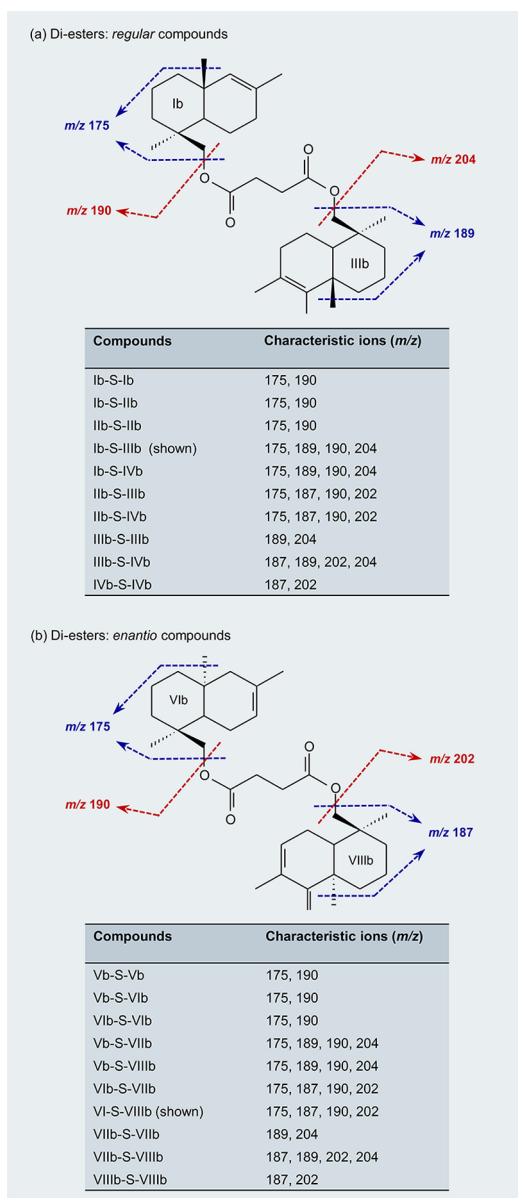 (a) Di-esters: regular compounds
Ib
m/z 175
O
m/z 204
O
O
m/z 190
O
m/z 189
IIIb
Compounds Characteristic ions (m/z)
Ib-S-Ib 175, 190
Ib-S-IIb 175, 190
IIb-S-IIb 175, 190
Ib-S-IIIb (shown) 175, 189, 190, 204
Ib-S-IVb 175, 189, 190, 204
IIb-S-IIIb 175, 187, 190, 202
IIb-S-IVb 175, 187, 190, 202
IIIb-S-IIIb 189, 204
IIIb-S-IVb 187, 189, 202, 204
IVb-S-IVb 187, 202
(b) Di-esters: enantio compounds
VIb
m/z 175
O
m/z 202
O
O
m/z 190
O
m/z 187
VIIIb
Compounds Characteristic ions (m/z)
Vb-S-Vb 175, 190
Vb-S-VIb 175, 190
VIb-S-VIb 175, 190
Vb-S-VIIb 175, 189, 190, 204
Vb-S-VIIIb 175, 189, 190, 204
VIb-S-VIIb 175, 187, 190, 202
VI-S-VIIIb (shown) 175, 187, 190, 202
VIIb-S-VIIb 189, 204
VIIb-S-VIIIb 187, 189, 202, 204
VIIIb-S-VIIIb 187, 202